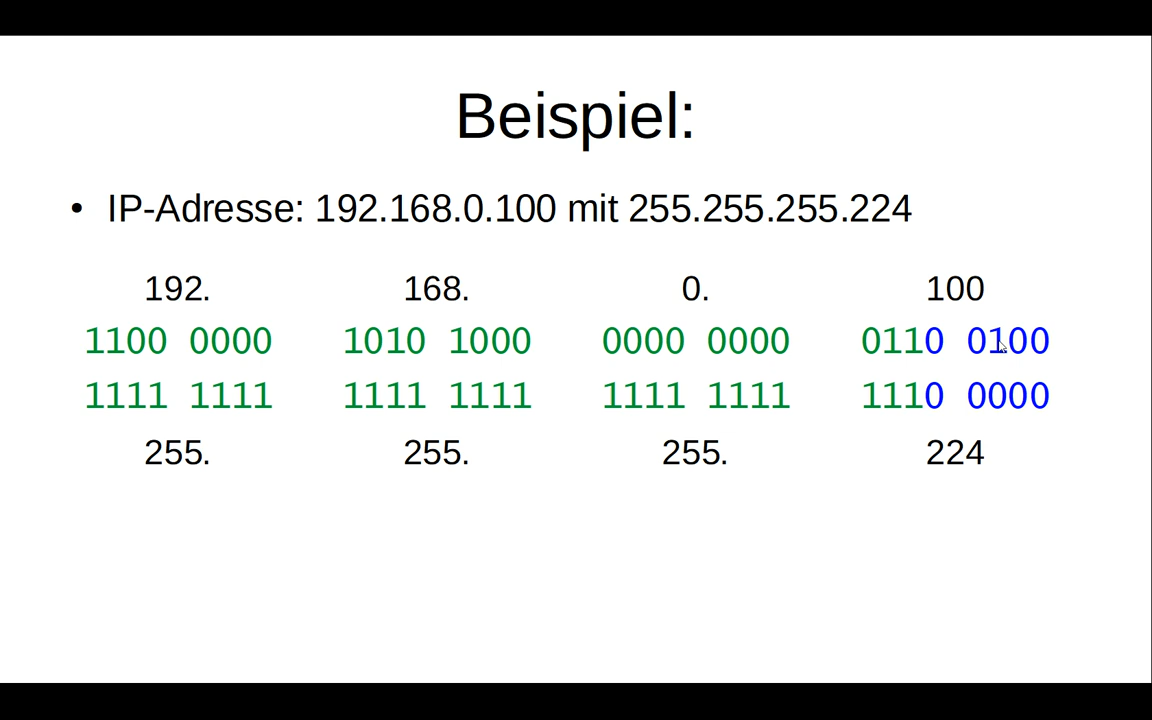 Beispiel:
• IP-Adresse: 192.168.0.100 mit 255.255.255.224
192. 168. 0. 100
1100 0000 1010 1000 0000 0000 0110 0100
1111 1111 1111 1111 1111 1111 1110 0000
255. 255. 255. 224